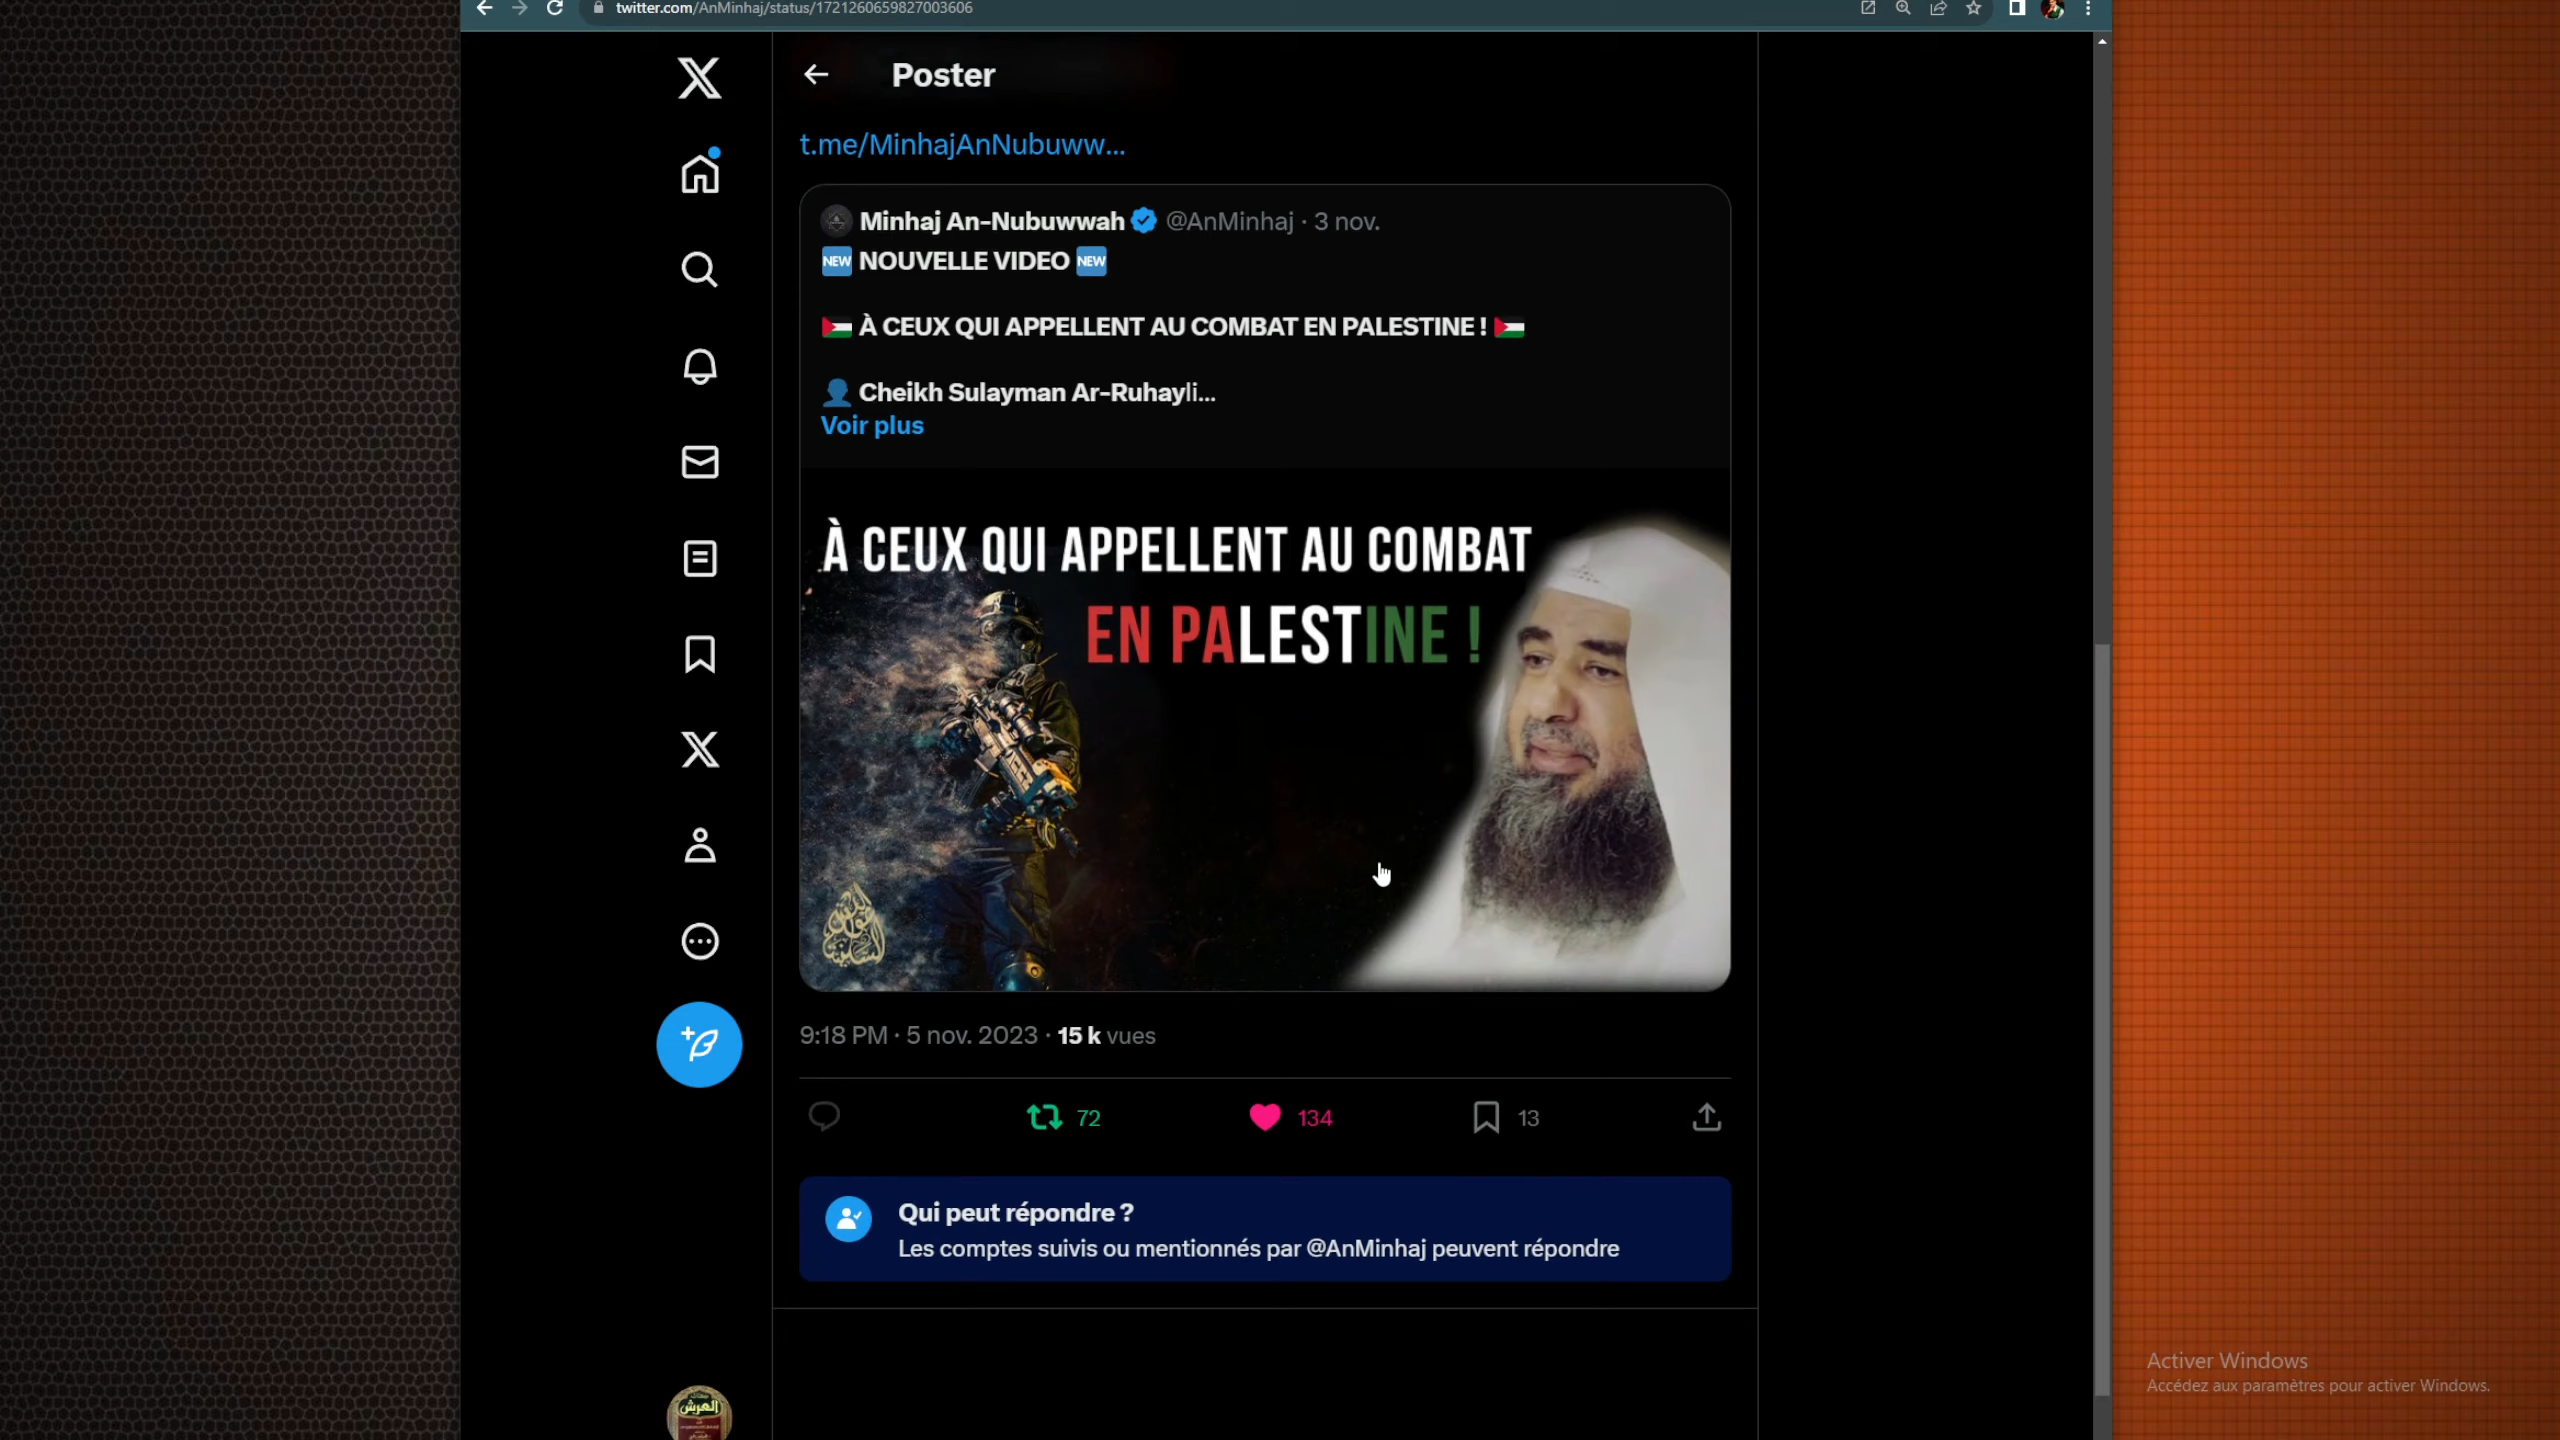 twitter.com/AnMinhaj/status/1721260659827003606
Poster
t.me/MinhajAnNubuww...
Minhaj An-Nubuwwah @AnMinhaj · 3 nov.
🆕 NOUVELLE VIDEO 🆕
🇵🇸 À CEUX QUI APPELLENT AU COMBAT EN PALESTINE ! 🇵🇸
👤 Cheikh Sulayman Ar-Ruhayli...
Voir plus
À CEUX QUI APPELLENT AU COMBAT
EN PALESTINE !
9:18 PM · 5 nov. 2023 · 15 k vues
72 134 13
Qui peut répondre ?
Les comptes suivis ou mentionnés par @AnMinhaj peuvent répondre
العرش
Activer Windows
Accédez aux paramètres pour activer Windows.